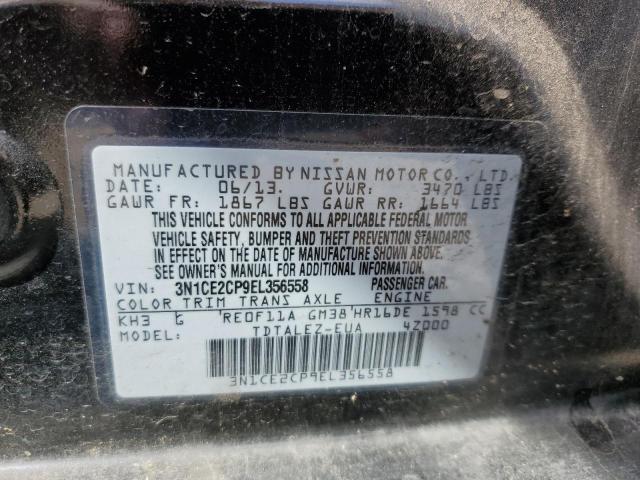 MANUFACTURED BY NISSAN MOTOR CO., LTD.
DATE: 06/13. GVWR: 3470 LBS
GAWR FR: 1867 LBS GAWR RR: 1664 LBS
THIS VEHICLE CONFORMS TO ALL APPLICABLE FEDERAL MOTOR
VEHICLE SAFETY, BUMPER AND THEFT PREVENTION STANDARDS
IN EFFECT ON THE DATE OF MANUFACTURE SHOWN ABOVE.
SEE OWNER'S MANUAL FOR ADDITIONAL INFORMATION.
VIN: 3N1CE2CP9EL356558 PASSENGER CAR.
COLOR TRIM TRANS AXLE ENGINE
KH3 G RE0F11A GM38 HR16DE 1598 CC
MODEL: TDTALEZ-EUA 4Z000
3N1CE2CP9EL356558